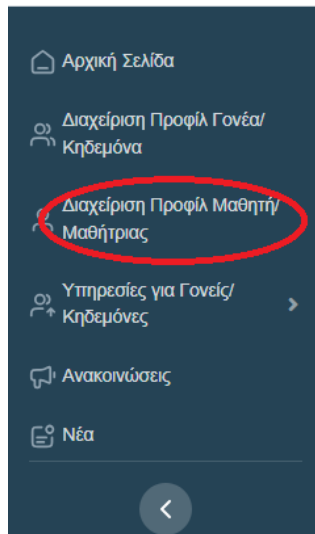 Αρχική Σελίδα
Διαχείριση Προφίλ Γονέα/
Κηδεμόνα
Διαχείριση Προφίλ Μαθητή/
Μαθήτριας
Υπηρεσίες για Γονείς/
Κηδεμόνες
Ανακοινώσεις
Νέα